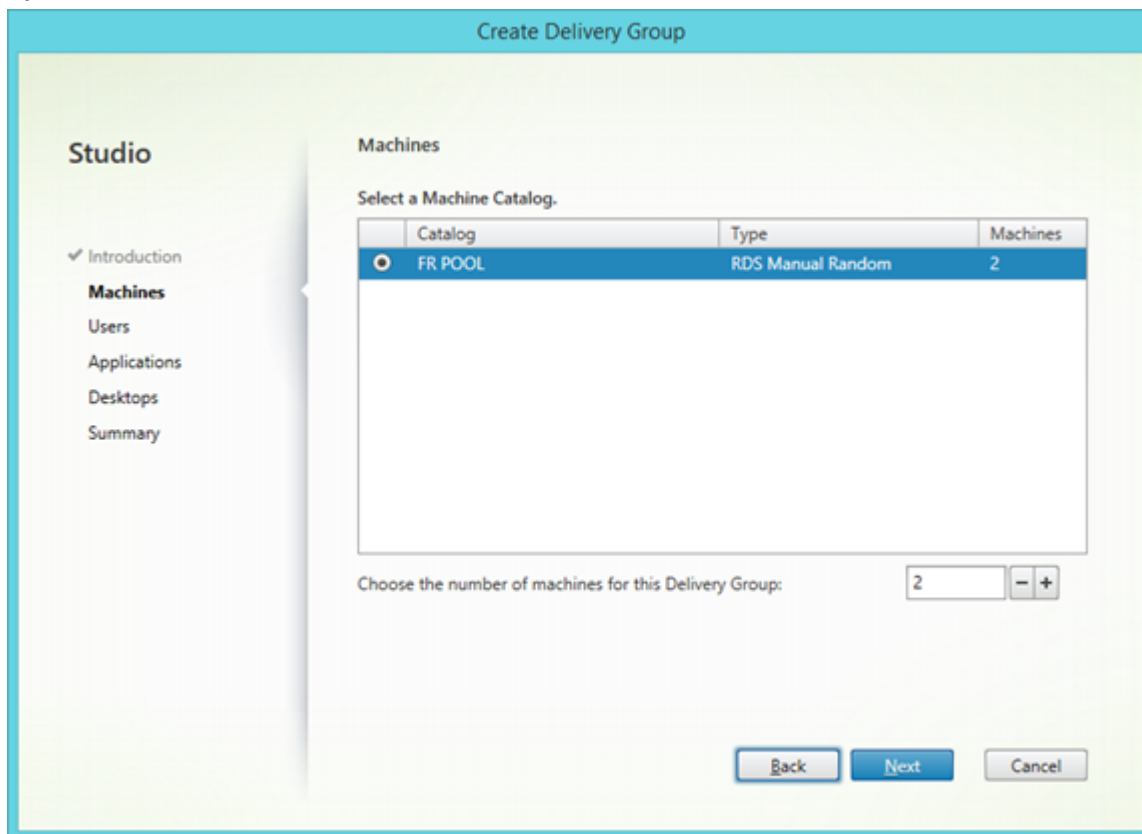 Create Delivery Group
Studio
Introduction
Machines
Users
Applications
Desktops
Summary
Machines
Select a Machine Catalog.
Catalog Type Machines
FR POOL RDS Manual Random 2
Choose the number of machines for this Delivery Group: 2 - +
Back Next Cancel